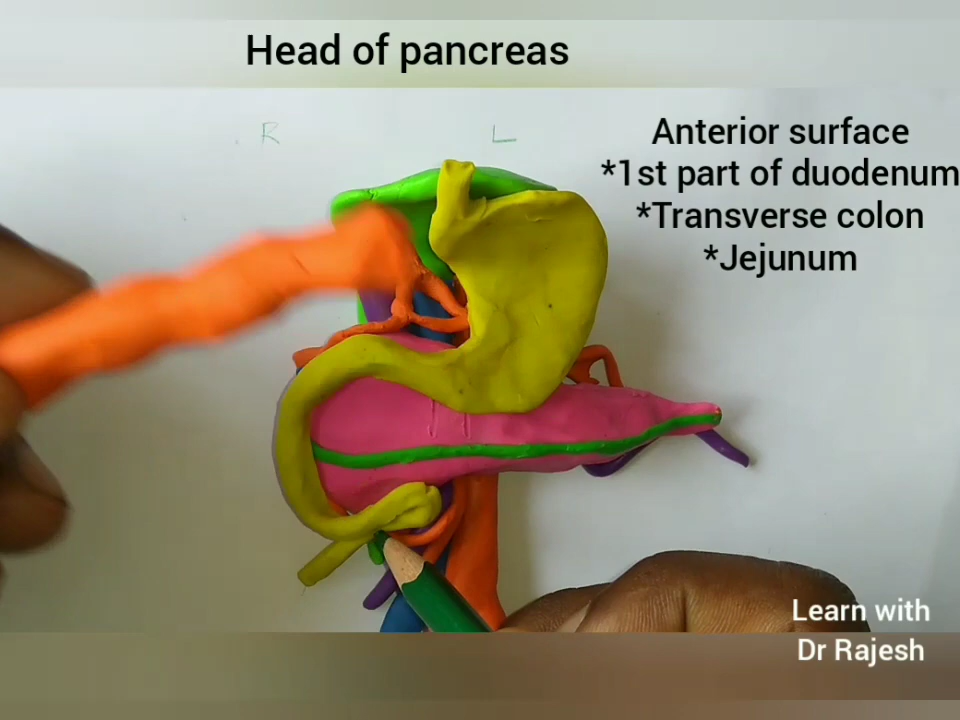 Head of pancreas
R L
Anterior surface
*1st part of duodenum
*Transverse colon
*Jejunum
Learn with
Dr Rajesh